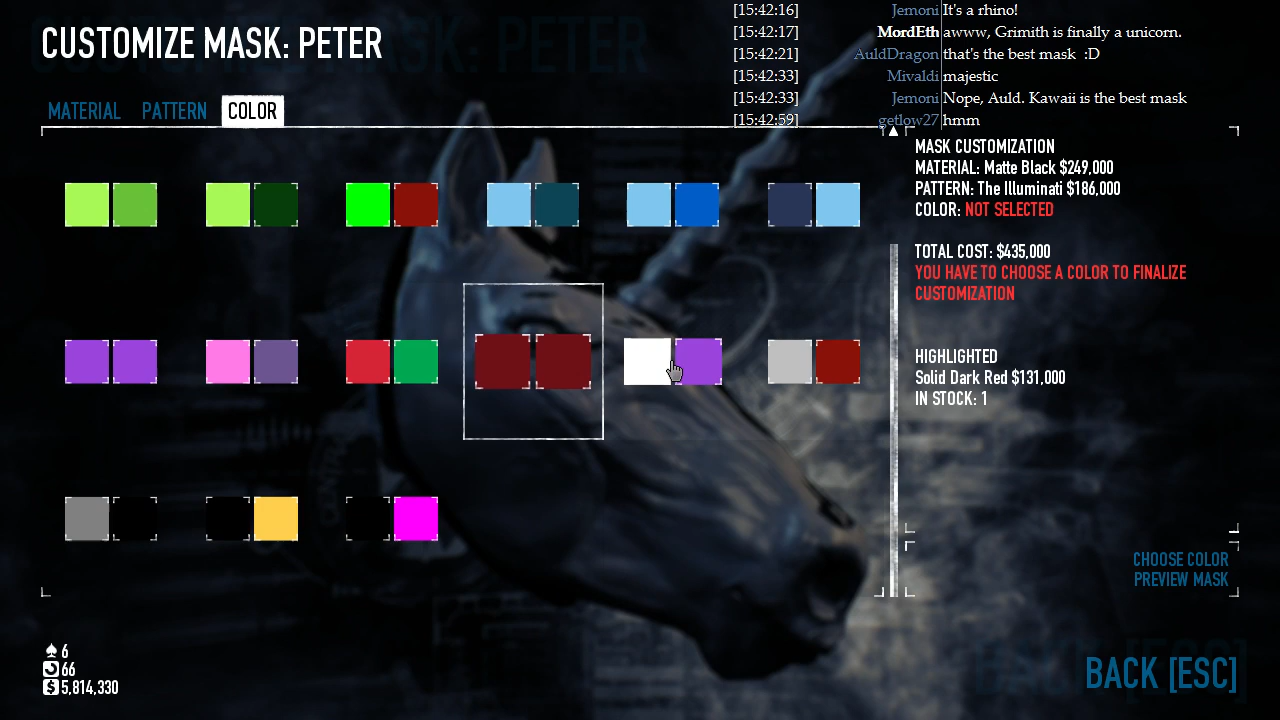 CUSTOMIZE MASK: PETER
[15:42:16] Jemoni It's a rhino!
[15:42:17] MordEth awww, Grimith is finally a unicorn.
[15:42:21] AuldDragon that's the best mask :D
[15:42:33] Mivaldi majestic
[15:42:33] Jemoni Nope, Auld. Kawaii is the best mask
[15:42:59] getlow27 hmm
MATERIAL PATTERN COLOR
MASK CUSTOMIZATION
MATERIAL: Matte Black $249,000
PATTERN: The Illuminati $186,000
COLOR: NOT SELECTED
TOTAL COST: $435,000
YOU HAVE TO CHOOSE A COLOR TO FINALIZE
CUSTOMIZATION
HIGHLIGHTED
Solid Dark Red $131,000
IN STOCK: 1
CHOOSE COLOR
PREVIEW MASK
6
66
$ 5,814,330
BACK [ESC]